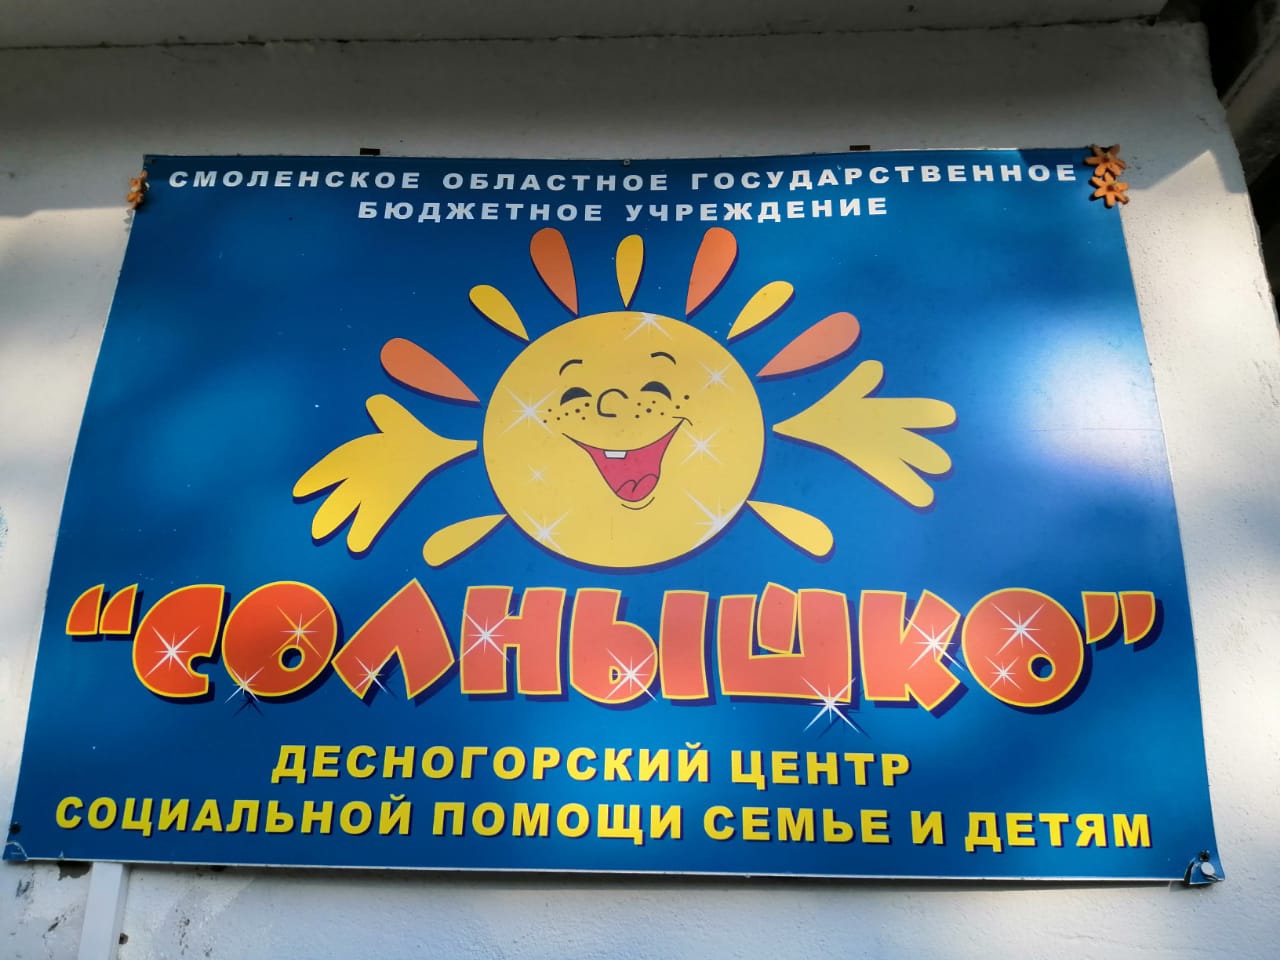 СМОЛЕНСКОЕ ОБЛАСТНОЕ ГОСУДАРСТВЕННОЕ
БЮДЖЕТНОЕ УЧРЕЖДЕНИЕ
"СОЛНЫШКО"
ДЕСНОГОРСКИЙ ЦЕНТР
СОЦИАЛЬНОЙ ПОМОЩИ СЕМЬЕ И ДЕТЯМ